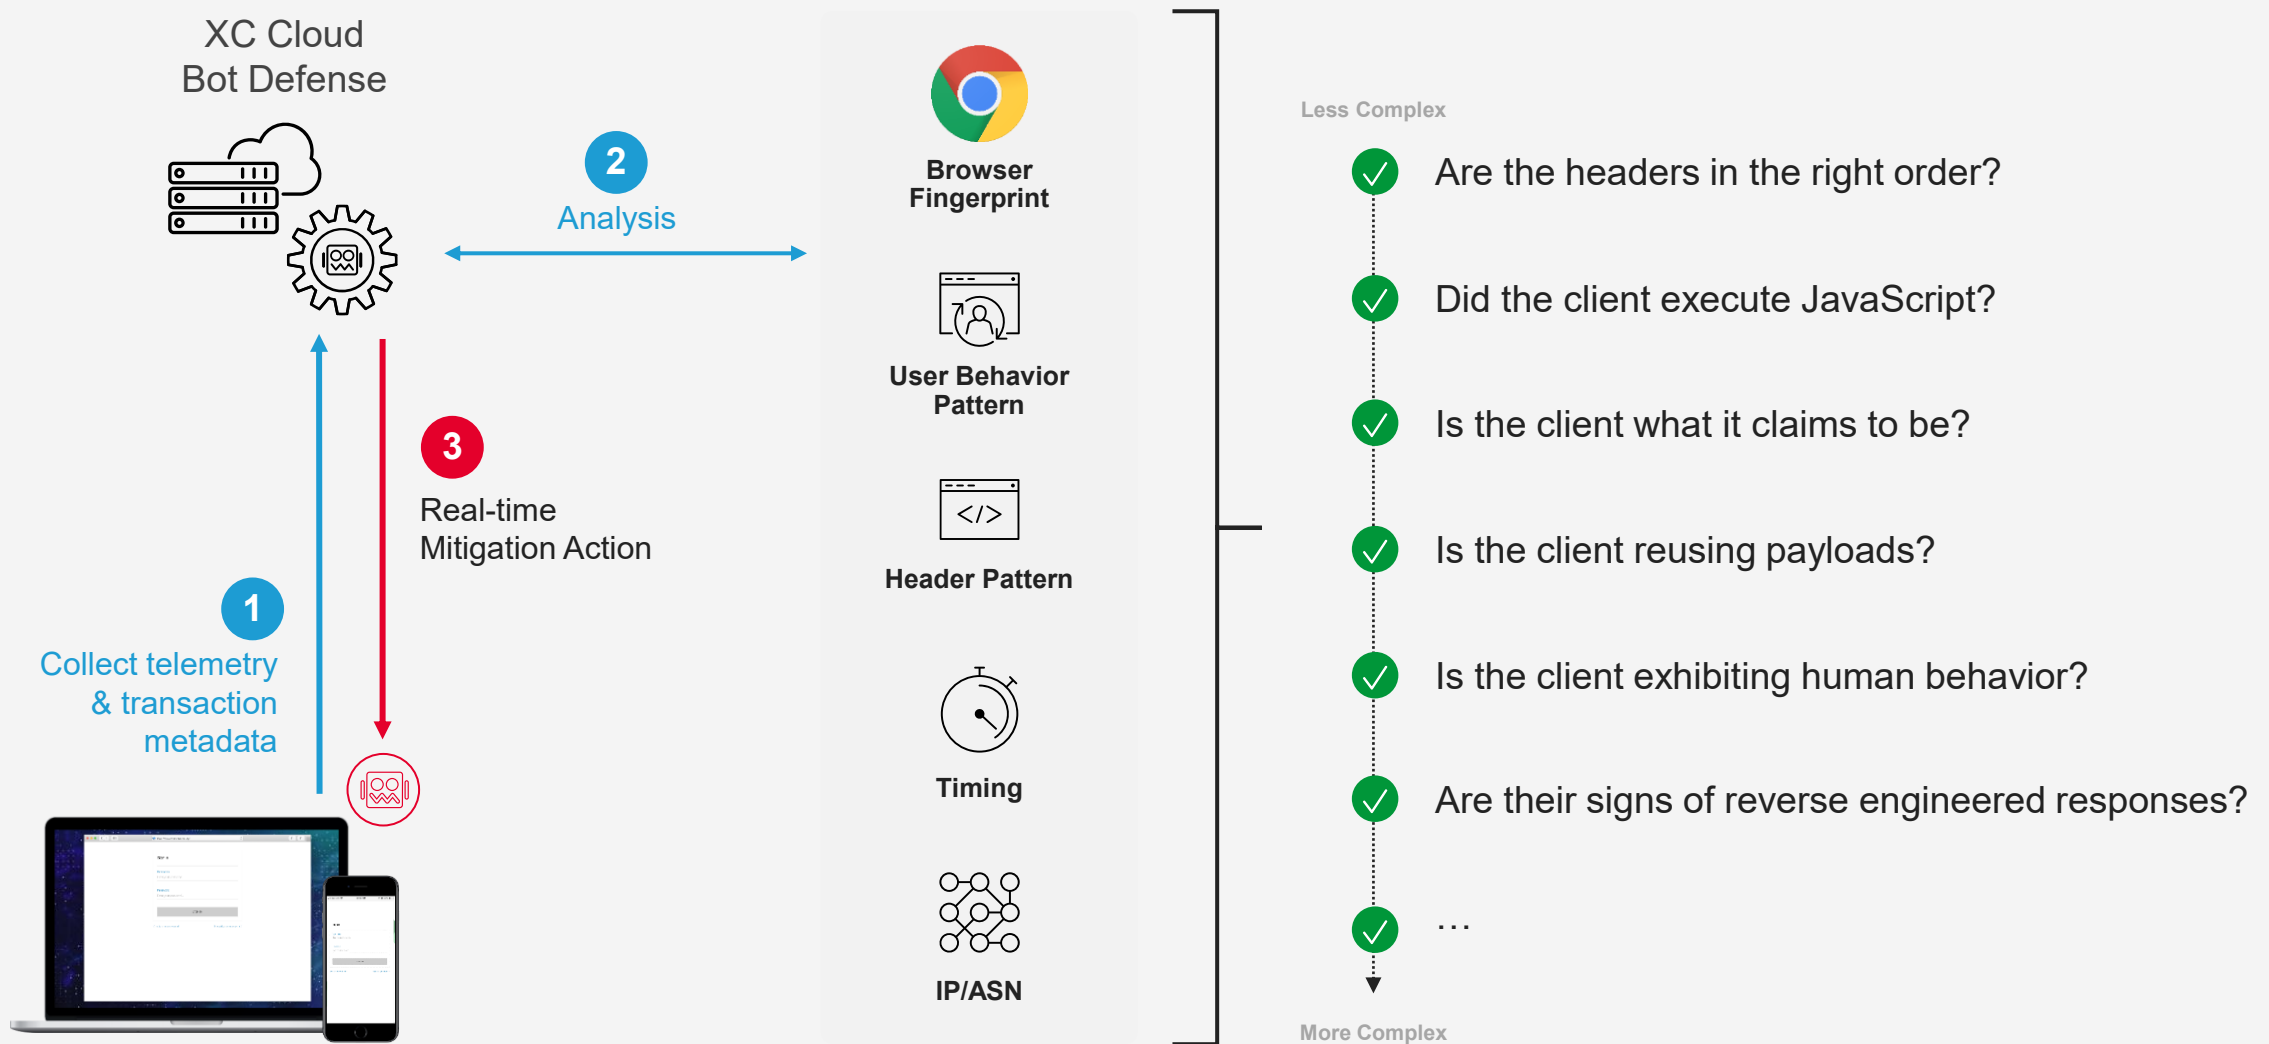 XC Cloud
Bot Defense
2
Analysis
3
Real-time
Mitigation Action
1
Collect telemetry
& transaction
metadata
Browser
Fingerprint
User Behavior
Pattern
</>
Header Pattern
Timing
IP/ASN
Less Complex
Are the headers in the right order?
Did the client execute JavaScript?
Is the client what it claims to be?
Is the client reusing payloads?
Is the client exhibiting human behavior?
Are their signs of reverse engineered responses?
...
More Complex